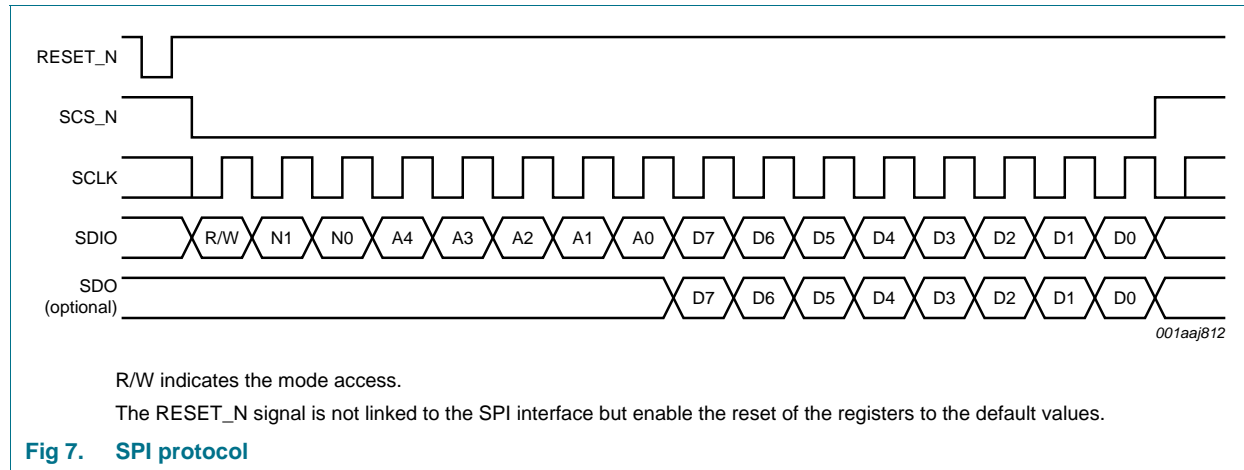 RESET_N
SCS_N
SCLK
SDIO R/W N1 N0 A4 A3 A2 A1 A0 D7 D6 D5 D4 D3 D2 D1 D0
SDO
(optional) D7 D6 D5 D4 D3 D2 D1 D0
001aaj812
R/W indicates the mode access.
The RESET_N signal is not linked to the SPI interface but enable the reset of the registers to the default values.
Fig 7. SPI protocol